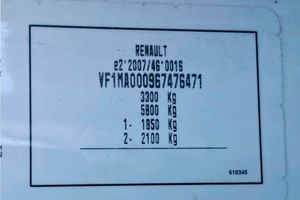 RENAULT
e2*2007/46*0016
VF1MA000967476471
3300 Kg
5800 Kg
1- 1850 Kg
2- 2100 Kg
610345